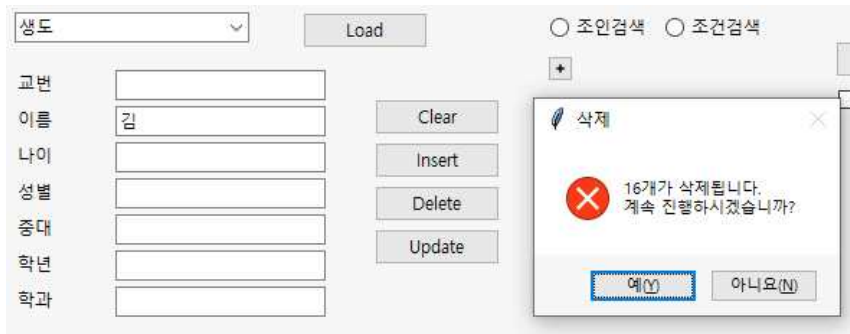 생도
Load
조인검색
조건검색
+
교번
이름
김
나이
성별
중대
학년
학과
Clear
Insert
Delete
Update
삭제
16개가 삭제됩니다.
계속 진행하시겠습니까?
예(Y)
아니요(N)